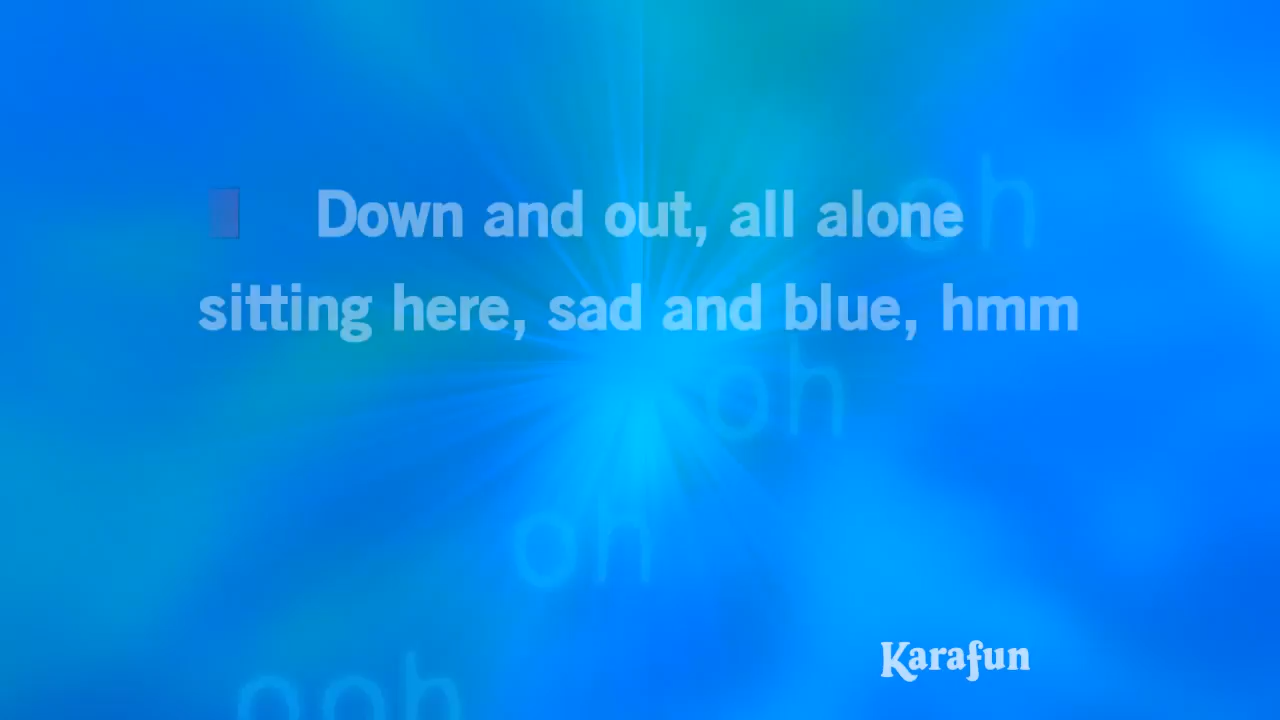 Down and out, all alone
oh
sitting here, sad and blue, hmm
oh
oh
ooh
Karafun